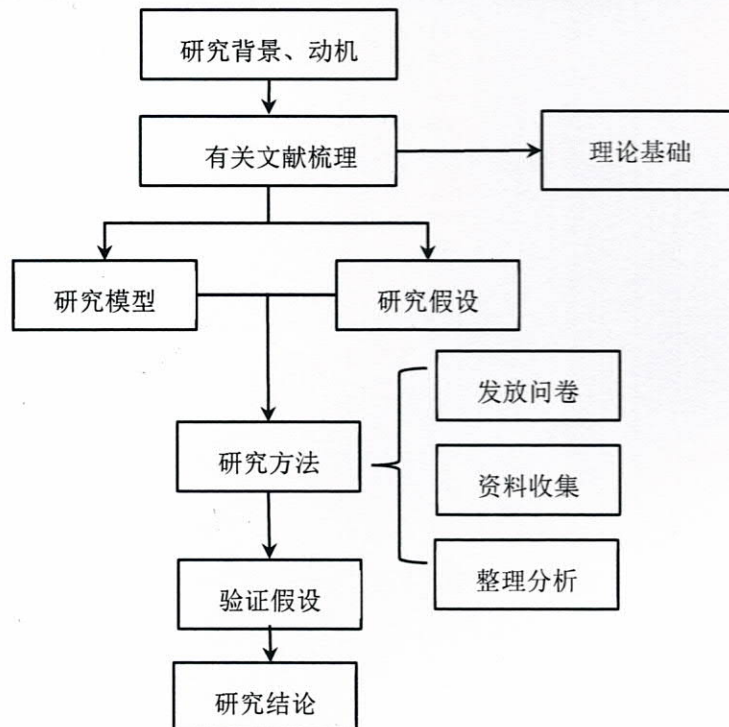 研究背景、动机
有关文献梳理
理论基础
研究模型
研究假设
发放问卷
研究方法
资料收集
整理分析
验证假设
研究结论